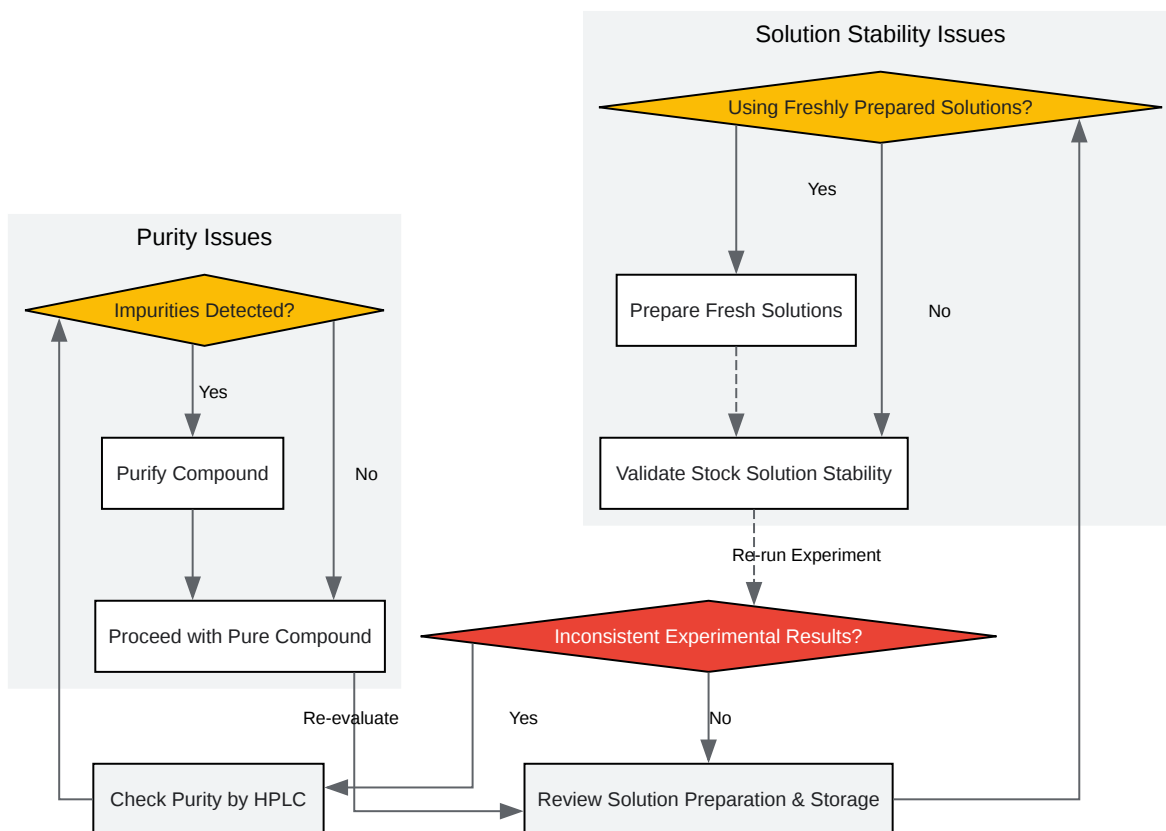 Solution Stability Issues
Using Freshly Prepared Solutions?
Yes
Purity Issues
Impurities Detected?
Prepare Fresh Solutions
No
Yes
Purify Compound
No
Validate Stock Solution Stability
Re-run Experiment
Proceed with Pure Compound
Inconsistent Experimental Results?
Re-evaluate
Yes
No
Check Purity by HPLC
Review Solution Preparation & Storage